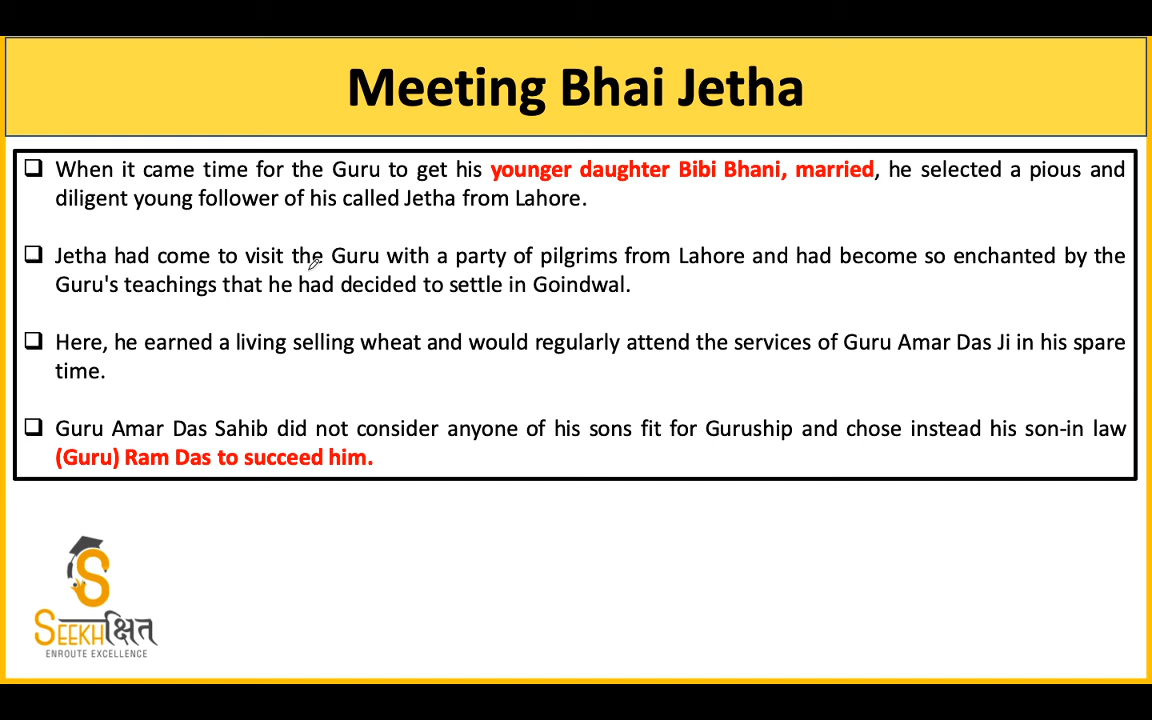 Meeting Bhai Jetha
When it came time for the Guru to get his younger daughter Bibi Bhani, married, he selected a pious and
diligent young follower of his called Jetha from Lahore.
Jetha had come to visit the Guru with a party of pilgrims from Lahore and had become so enchanted by the
Guru's teachings that he had decided to settle in Goindwal.
Here, he earned a living selling wheat and would regularly attend the services of Guru Amar Das Ji in his spare
time.
Guru Amar Das Sahib did not consider anyone of his sons fit for Guruship and chose instead his son-in law
(Guru) Ram Das to succeed him.
S
SEEKHक्षित
ENROUTE EXCELLENCE